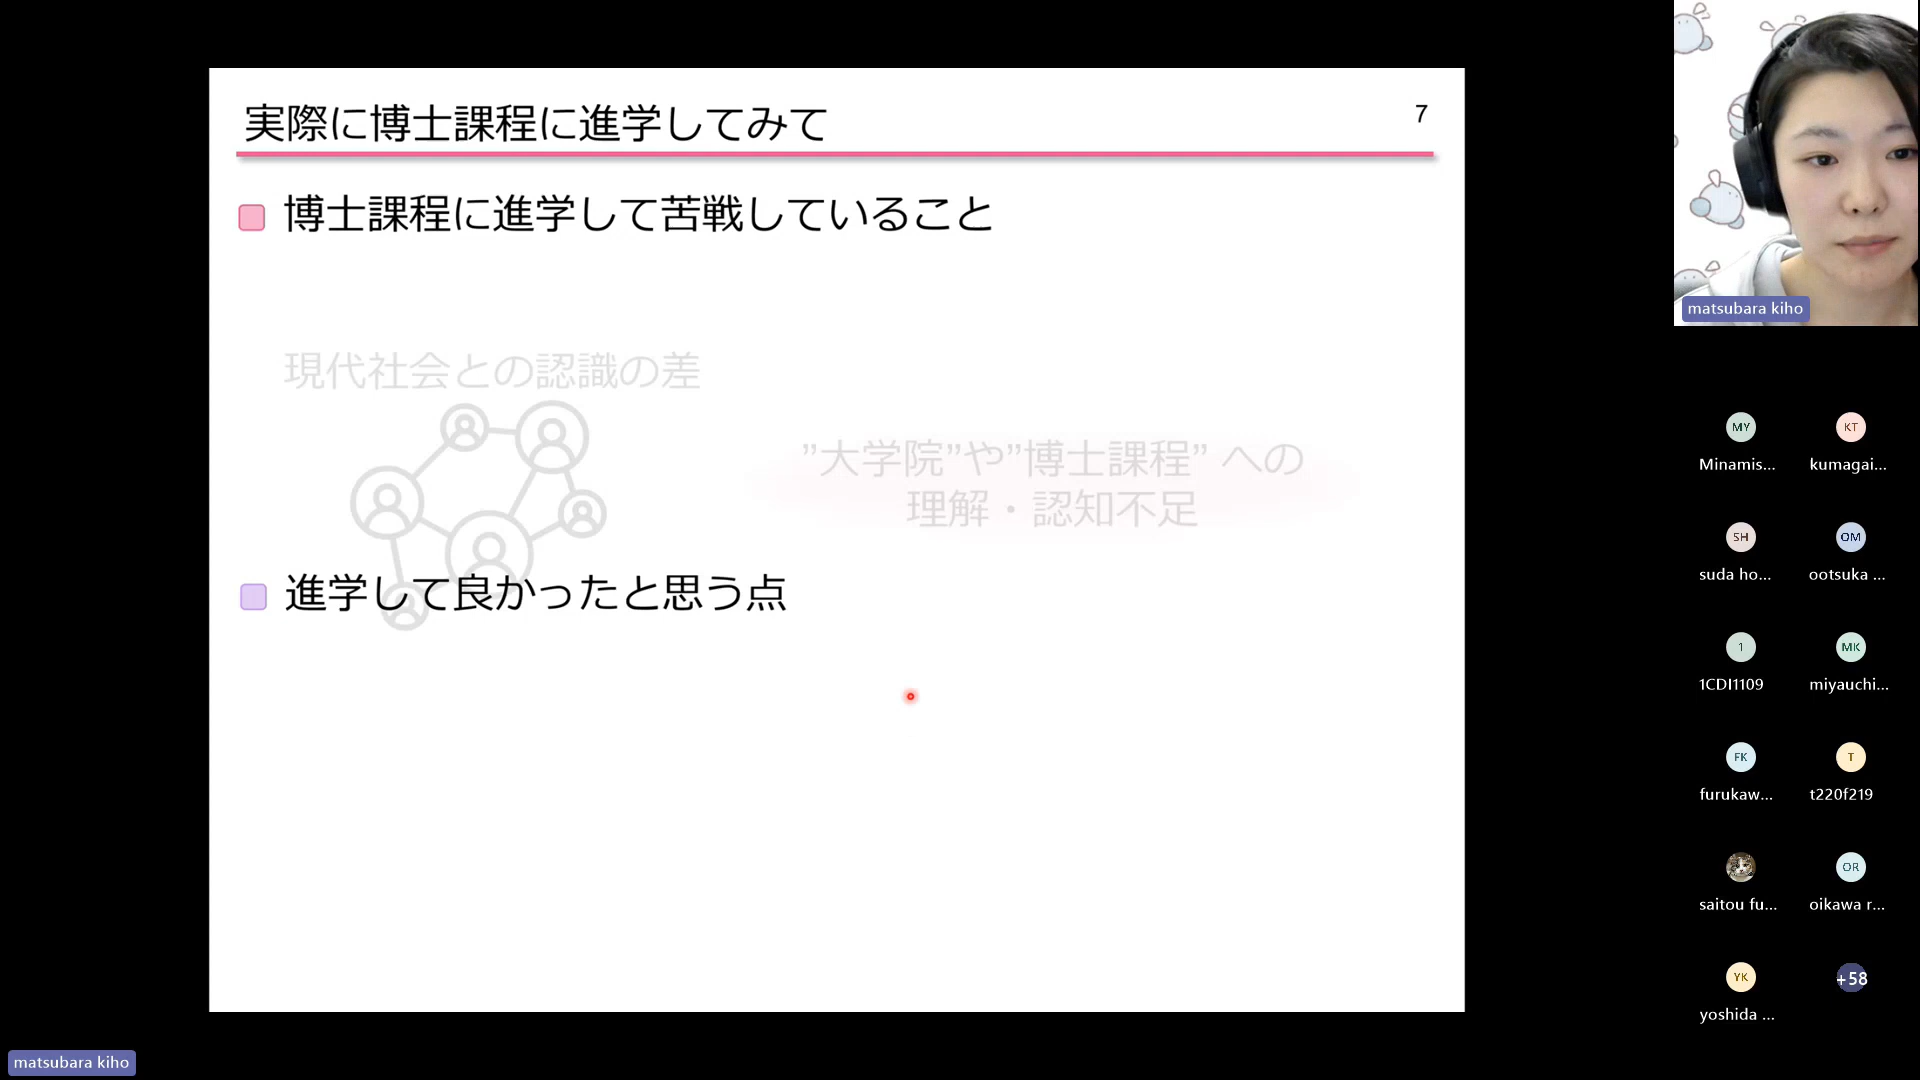 実際に博士課程に進学してみて
7
博士課程に進学して苦戦していること
現代社会との認識の差
”大学院”や”博士課程” への
理解・認知不足
進学して良かったと思う点
matsubara kiho
MY
KT
Minamis...
kumagai...
SH
OM
suda ho...
ootsuka ...
1
MK
1CDI1109
miyauchi...
FK
T
furukaw...
t220f219
OR
saitou fu...
oikawa r...
YK
+58
yoshida ...
matsubara kiho